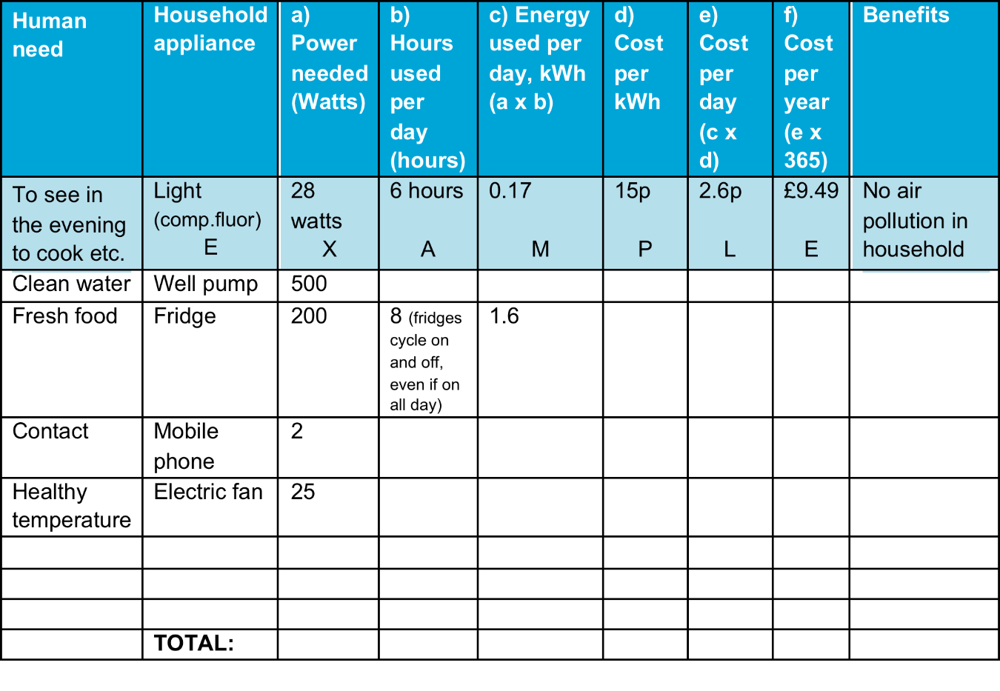 Human
need
Household
appliance
a)
Power
needed
(Watts)
b)
Hours
used
per
day
(hours)
c) Energy
used per
day, kWh
(a x b)
d)
Cost
per
kWh
e)
Cost
per
day
(c x
d)
f)
Cost
per
year
(e x
365)
Benefits
To see in
the evening
to cook etc.
Light
(comp.fluor)
E
28
watts
X
6 hours
A
0.17
M
15p
P
2.6p
L
£9.49
E
No air
pollution in
household
Clean water
Well pump
500
Fresh food
Fridge
200
8 (fridges
cycle on
and off,
even if on
all day)
1.6
Contact
Mobile
phone
2
Healthy
temperature
Electric fan
25
TOTAL: